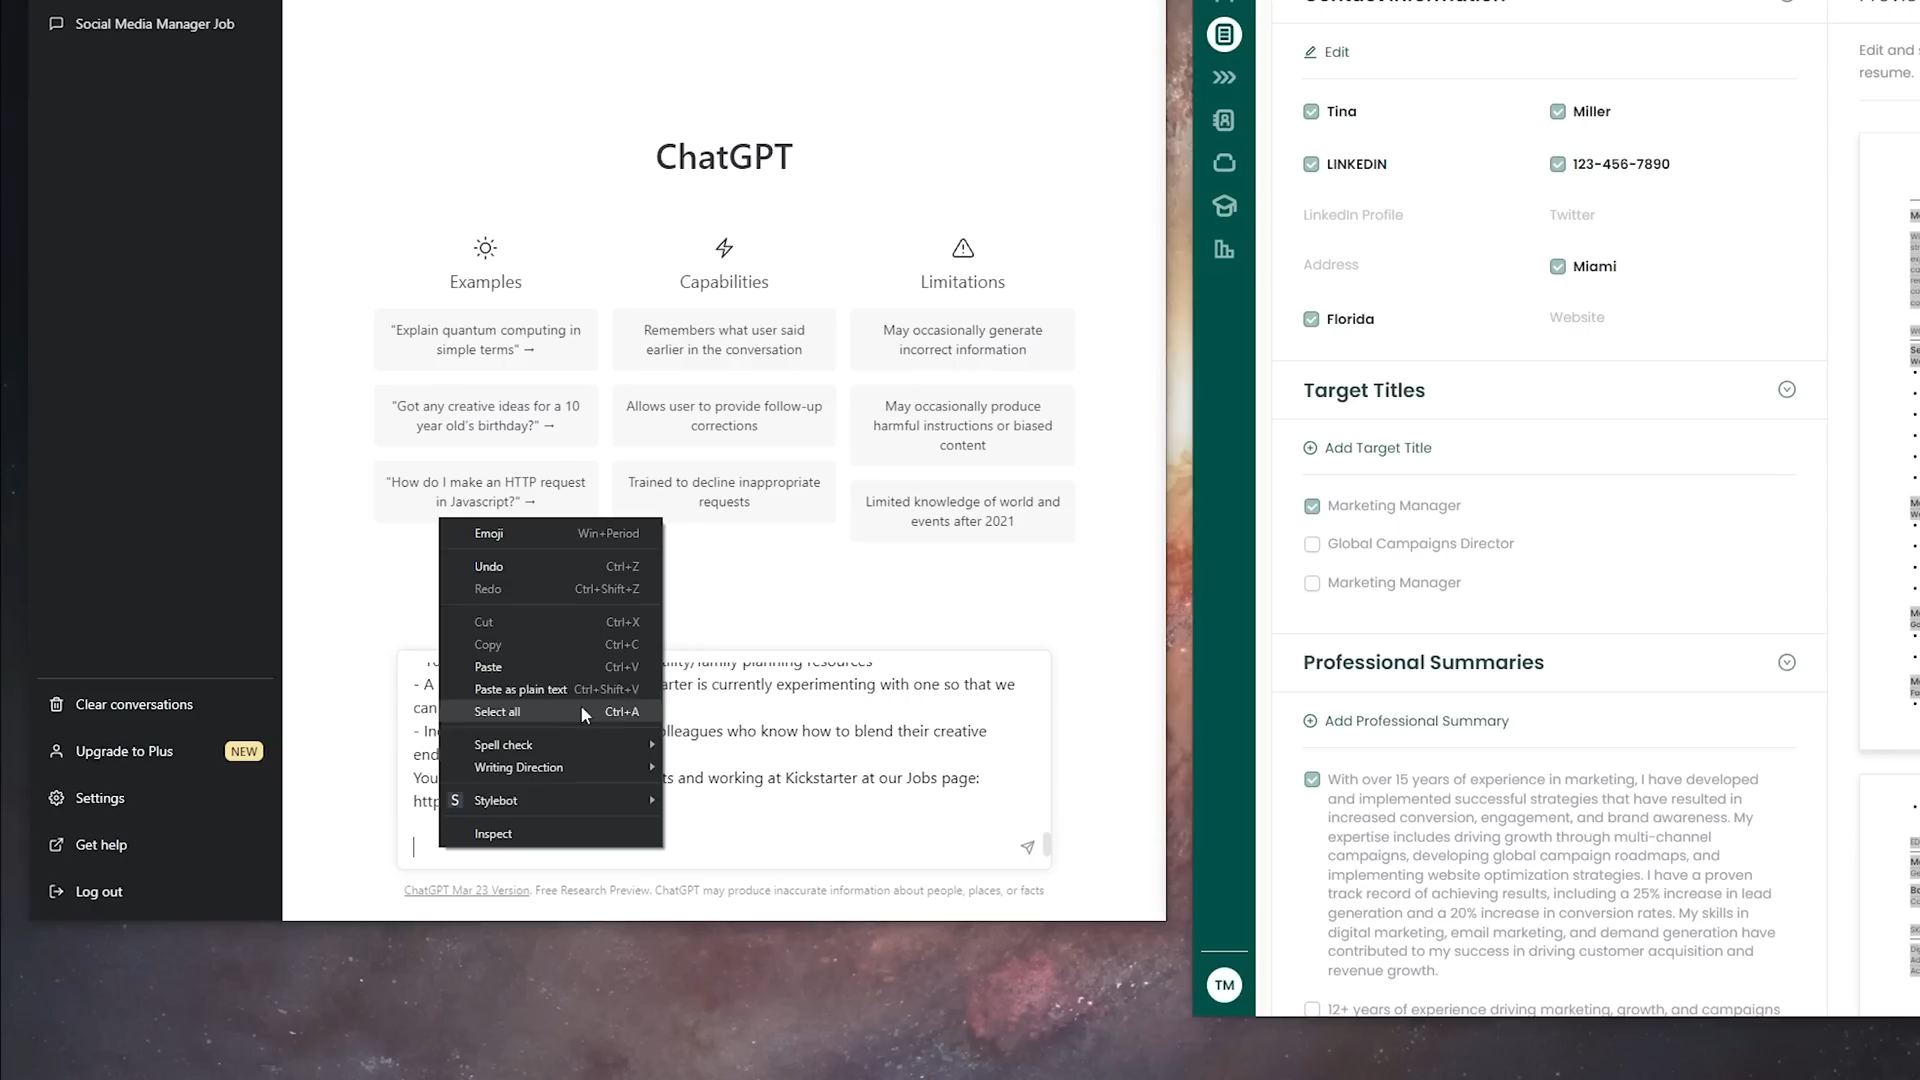 Social Media Manager Job
Clear conversations
Upgrade to Plus NEW
Settings
Get help
Log out
ChatGPT
Examples
"Explain quantum computing in
simple terms" →
"Got any creative ideas for a 10
year old's birthday?" →
"How do I make an HTTP request
in Javascript?" →
Capabilities
Remembers what user said
earlier in the conversation
Allows user to provide follow-up
corrections
Trained to decline inappropriate
requests
Limitations
May occasionally generate
incorrect information
May occasionally produce
harmful instructions or biased
content
Limited knowledge of world and
events after 2021
Emoji Win+Period
Undo Ctrl+Z
Redo Ctrl+Shift+Z
Cut Ctrl+X
Copy Ctrl+C
Paste Ctrl+V
Paste as plain text Ctrl+Shift+V
Select all Ctrl+A
Spell check
Writing Direction
S Stylebot
Inspect
planning resources
- A is currently experimenting with one so that we
can
- colleagues who know how to blend their creative
You and working at Kickstarter at our Jobs page:
ChatGPT Mar 23 Version. Free Research Preview. ChatGPT may produce inaccurate information about people, places, or facts
TM
Contact Information
Edit
Tina Miller
LINKEDIN 123-456-7890
LinkedIn Profile Twitter
Address Miami
Florida Website
Target Titles
Add Target Title
Marketing Manager
Global Campaigns Director
Marketing Manager
Professional Summaries
Add Professional Summary
With over 15 years of experience in marketing, I have developed
and implemented successful strategies that have resulted in
increased conversion, engagement, and brand awareness. My
expertise includes driving growth through multi-channel
campaigns, developing global campaign roadmaps, and
implementing website optimization strategies. I have a proven
track record of achieving results, including a 25% increase in lead
generation and a 20% increase in conversion rates. My skills in
digital marketing, email marketing, and demand generation have
contributed to my success in driving customer acquisition and
revenue growth.
12+ years of experience driving marketing, growth, and campaigns
Edit and
resume.